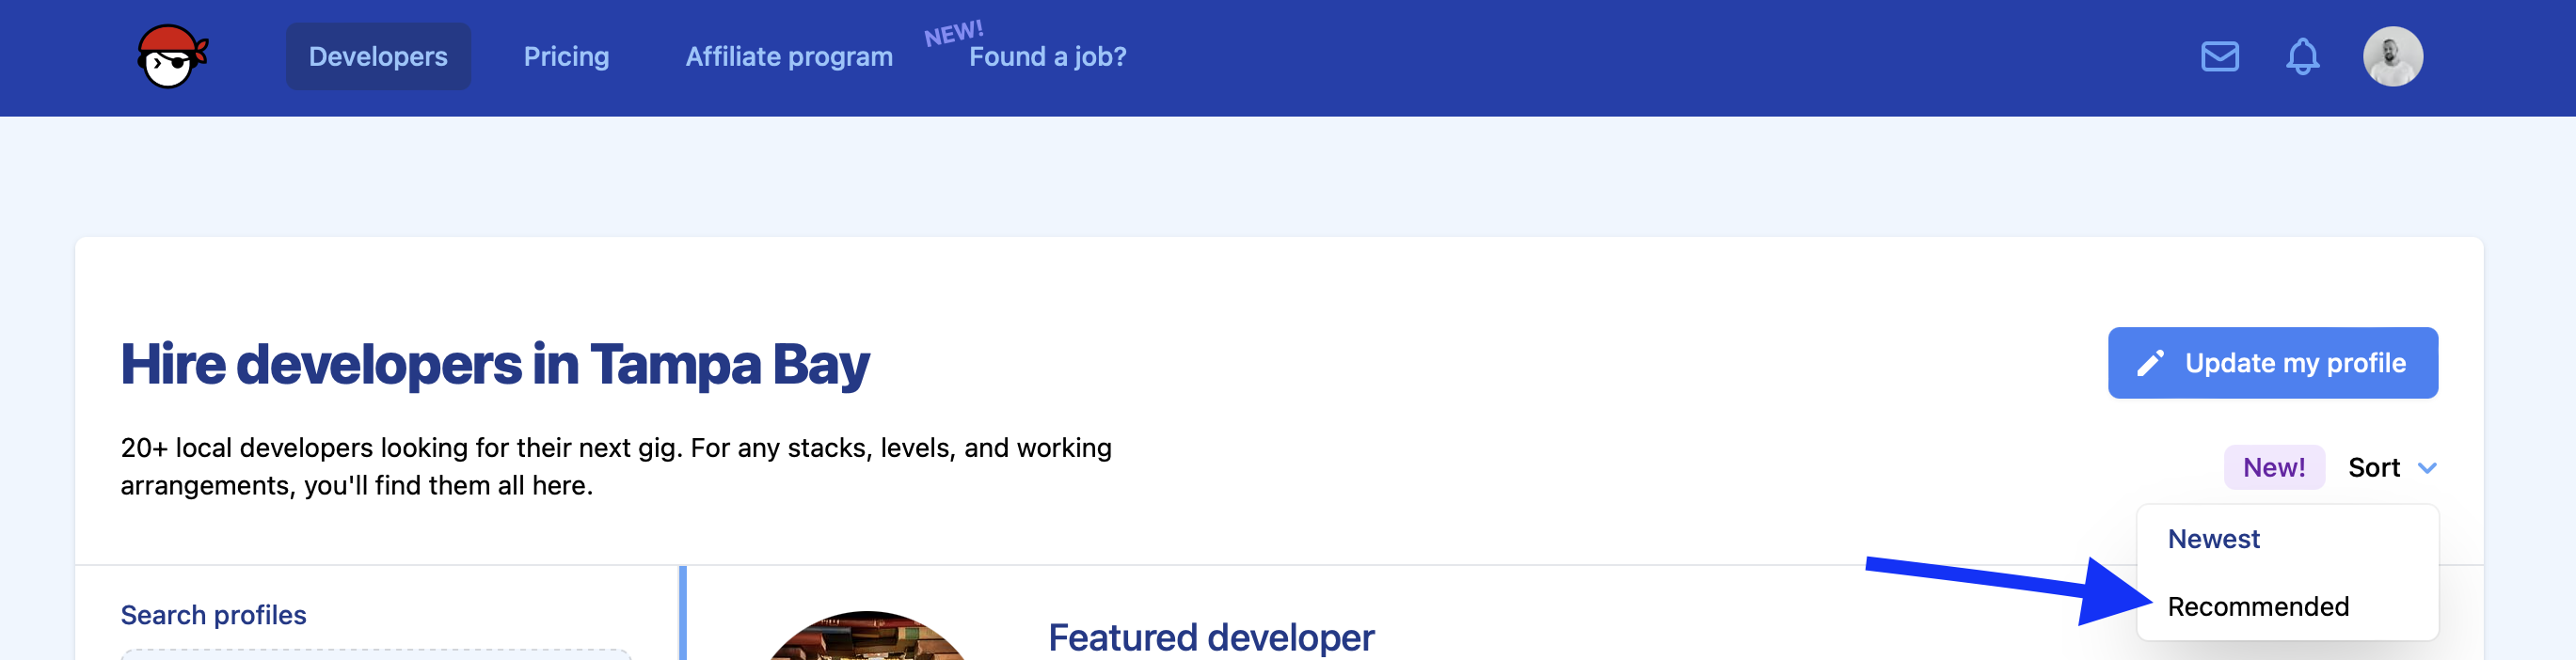 Developers
Pricing
Affiliate program
NEW!
Found a job?
Hire developers in Tampa Bay
Update my profile
20+ local developers looking for their next gig. For any stacks, levels, and working
arrangements, you'll find them all here.
New!
Sort
Newest
Recommended
Search profiles
Featured developer